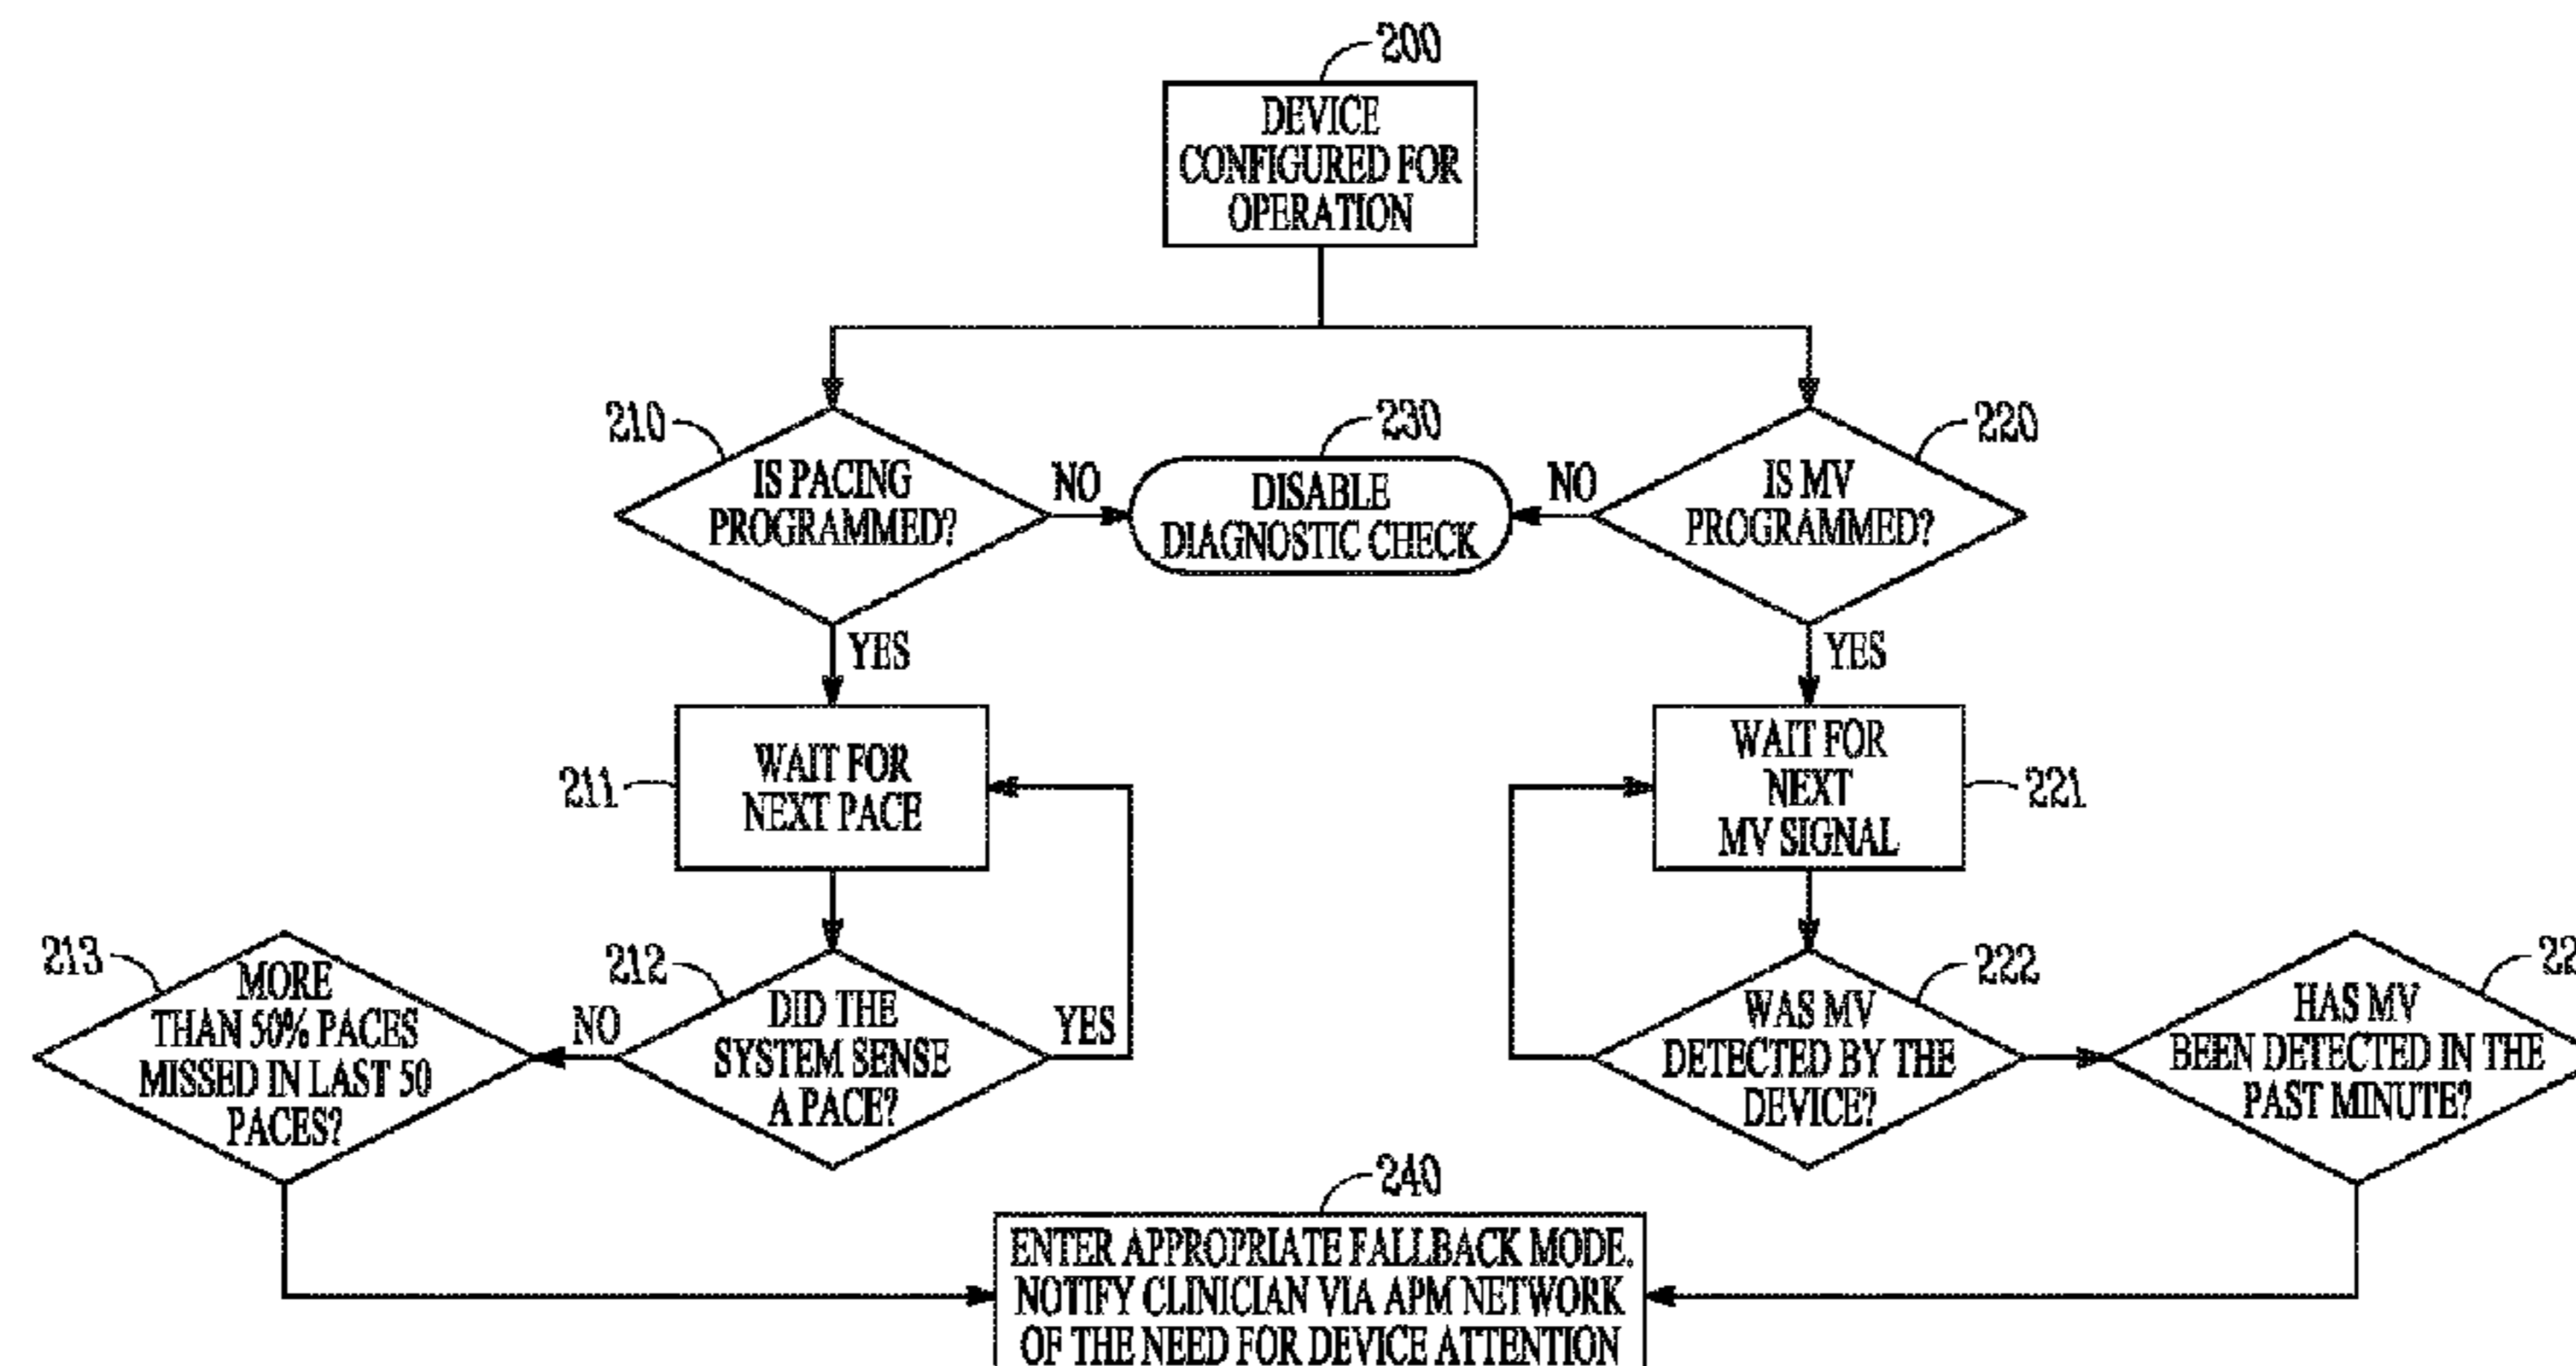 200
DEVICE
CONFIGURED FOR
OPERATION
210
IS PACING
PROGRAMMED?
NO
230
DISABLE
DIAGNOSTIC CHECK
NO
220
IS MV
PROGRAMMED?
YES
YES
211
WAIT FOR
NEXT PACE
WAIT FOR
NEXT
MV SIGNAL
221
213
MORE
THAN 50% PACES
MISSED IN LAST 50
PACES?
NO
212
DID THE
SYSTEM SENSE
A PACE?
YES
222
WAS MV
DETECTED BY THE
DEVICE?
HAS MV
BEEN DETECTED IN THE
PAST MINUTE?
240
ENTER APPROPRIATE FALLBACK MODE.
NOTIFY CLINICIAN VIA APM NETWORK
OF THE NEED FOR DEVICE ATTENTION